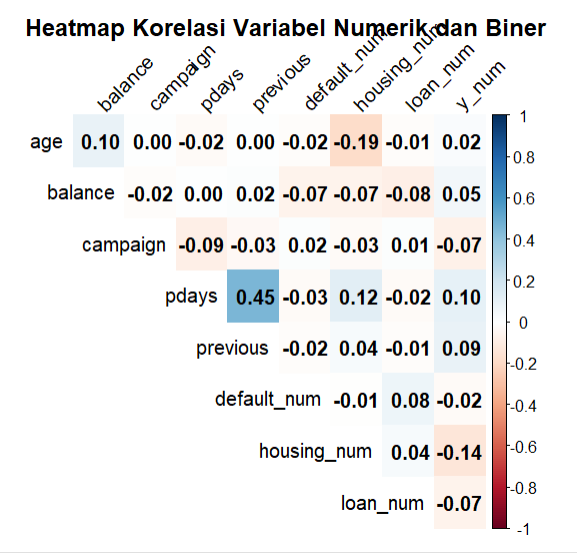 Heatmap Korelasi Variabel Numerik dan Biner
balance campaign pdays previous default_num housing_num loan_num y_num
age 0.10 0.00 -0.02 0.00 -0.02 -0.19 -0.01 0.02
balance -0.02 0.00 0.02 -0.07 -0.07 -0.08 0.05
campaign -0.09 -0.03 0.02 -0.03 0.01 -0.07
pdays 0.45 -0.03 0.12 -0.02 0.10
previous -0.02 0.04 -0.01 0.09
default_num -0.01 0.08 -0.02
housing_num 0.04 -0.14
loan_num -0.07
1
0.8
0.6
0.4
0.2
0
-0.2
-0.4
-0.6
-0.8
-1